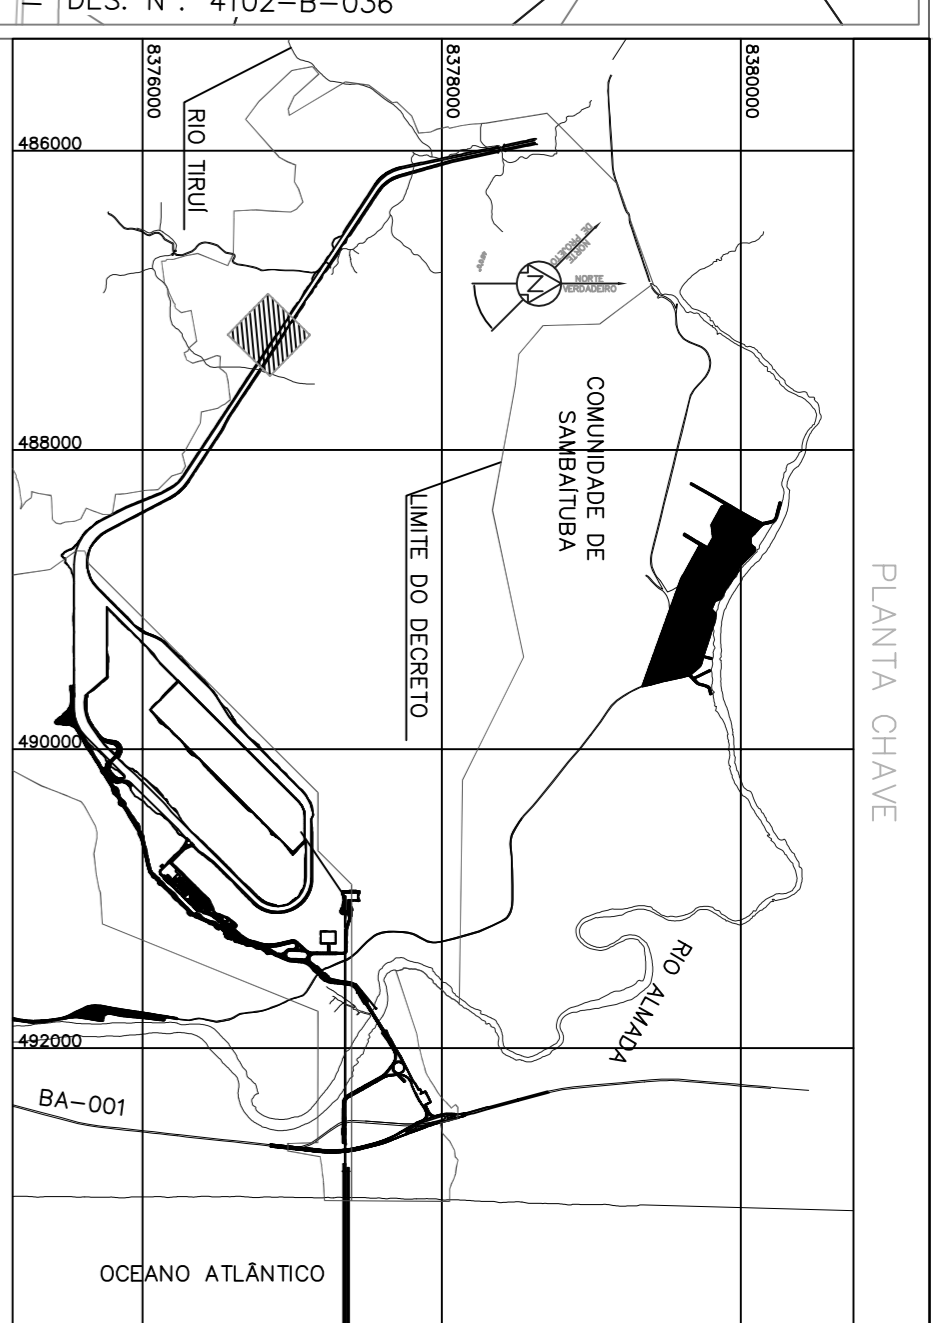 DES. N°: 4102-B-036
8376000
8378000
8380000
486000
RIO TIRUÍ
NORTE
DE PROJETO
NORTE
VERDADEIRO
N
COMUNIDADE DE
SAMBAÍTUBA
488000
LIMITE DO DECRETO
PLANTA CHAVE
490000
RIO ALMADA
492000
BA-001
OCEANO ATLÂNTICO